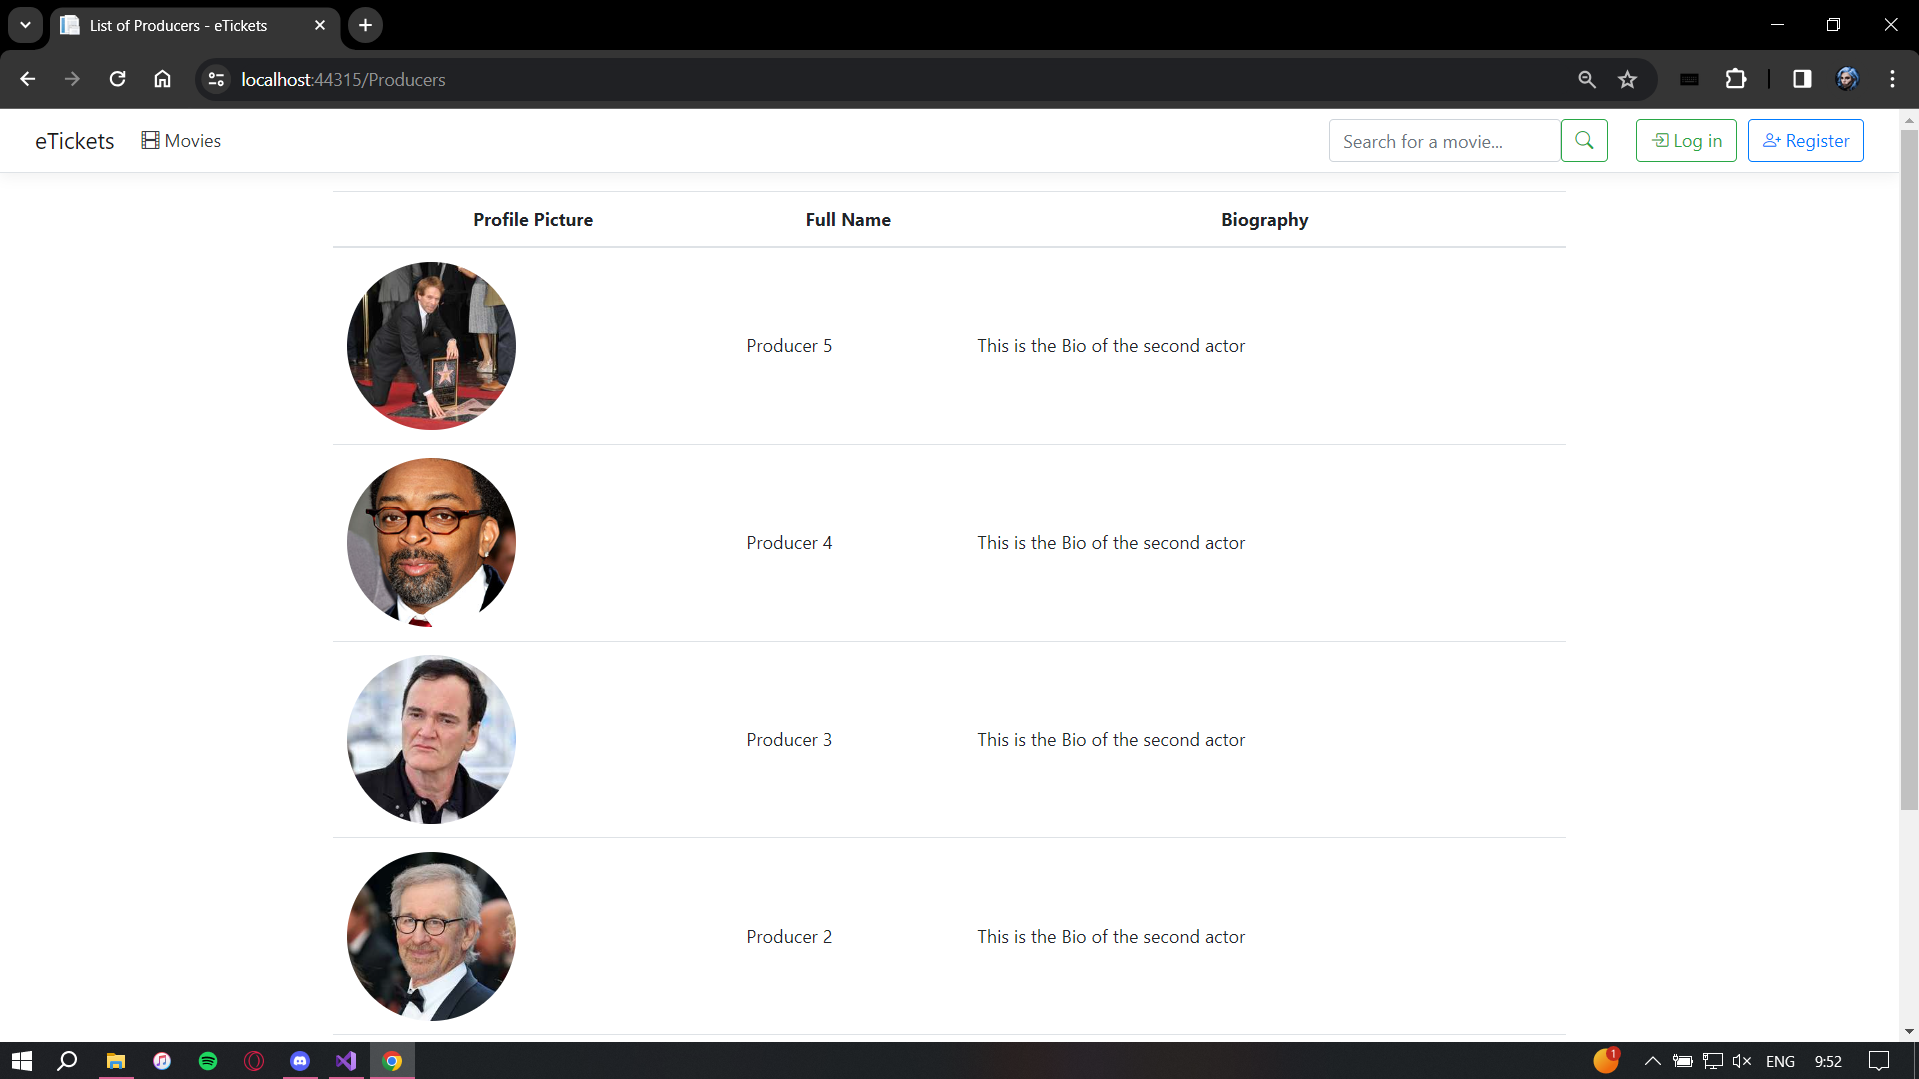 List of Producers - eTickets
localhost:44315/Producers
eTickets Movies Search for a movie... Log in Register
Profile Picture Full Name Biography
Producer 5 This is the Bio of the second actor
Producer 4 This is the Bio of the second actor
Producer 3 This is the Bio of the second actor
Producer 2 This is the Bio of the second actor
1 ENG 9:52